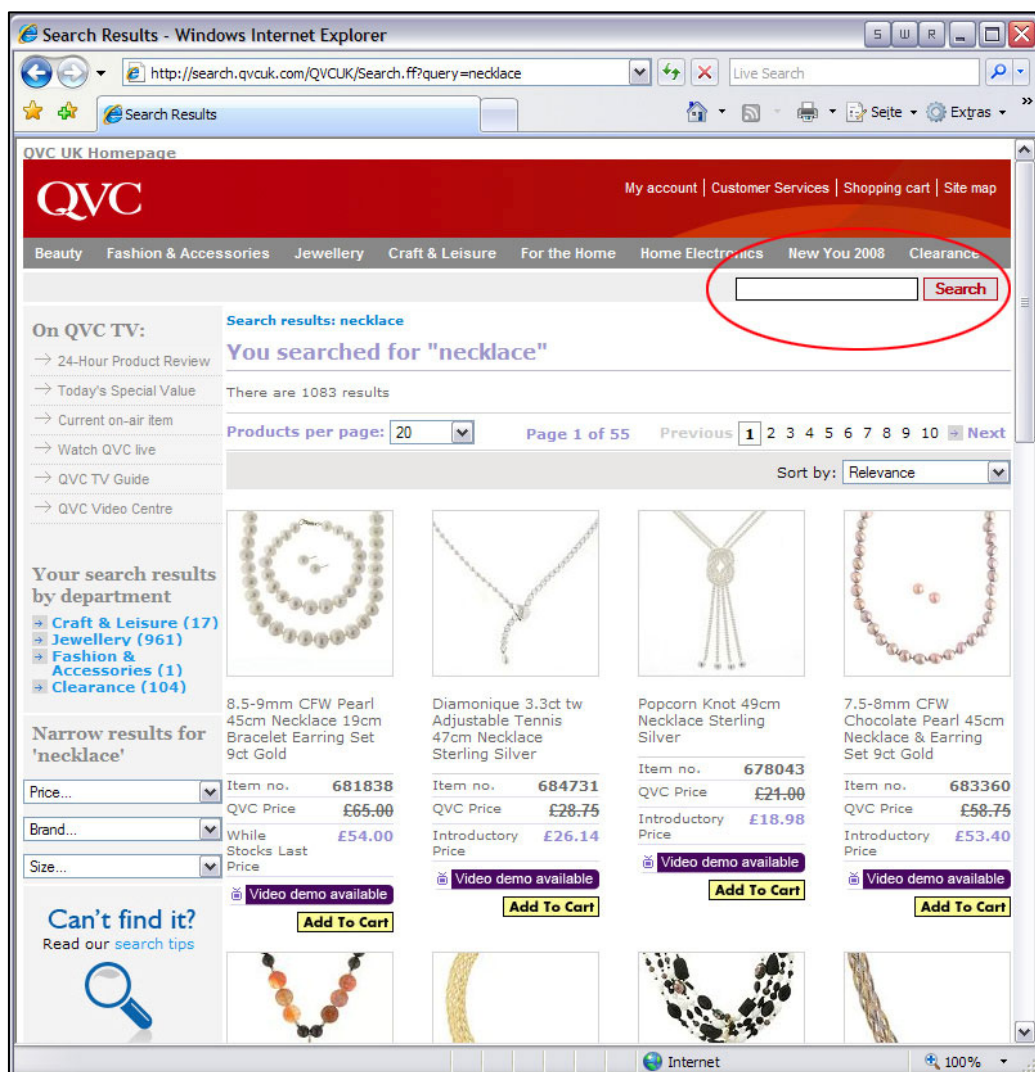 Search Results - Windows Internet Explorer
S W R
http://search.qvcuk.com/QVCUK/Search.ff?query=necklace
Live Search
Search Results
Seite
Extras
»
QVC UK Homepage
QVC
My account | Customer Services | Shopping cart | Site map
Beauty Fashion & Accessories Jewellery Craft & Leisure For the Home Home Electronics New You 2008 Clearance
Search
On QVC TV:
24-Hour Product Review
Today's Special Value
Current on-air item
Watch QVC live
QVC TV Guide
QVC Video Centre
Your search results
by department
Craft & Leisure (17)
Jewellery (961)
Fashion &
Accessories (1)
Clearance (104)
Narrow results for
'necklace'
Price...
Brand...
Size...
Can't find it?
Read our search tips
Search results: necklace
You searched for "necklace"
There are 1083 results
Products per page: 20 Page 1 of 55 Previous 1 2 3 4 5 6 7 8 9 10 Next
Sort by: Relevance
8.5-9mm CFW Pearl
45cm Necklace 19cm
Bracelet Earring Set
9ct Gold
Item no. 681838
QVC Price £65.00
While £54.00
Stocks Last
Price
Video demo available
Add To Cart
Diamonique 3.3ct tw
Adjustable Tennis
47cm Necklace
Sterling Silver
Item no. 684731
QVC Price £28.75
Introductory £26.14
Price
Video demo available
Add To Cart
Popcorn Knot 49cm
Necklace Sterling
Silver
Item no. 678043
QVC Price £21.00
Introductory £18.98
Price
Video demo available
Add To Cart
7.5-8mm CFW
Chocolate Pearl 45cm
Necklace & Earring
Set 9ct Gold
Item no. 683360
QVC Price £58.75
Introductory £53.40
Price
Video demo available
Add To Cart
Internet
100%